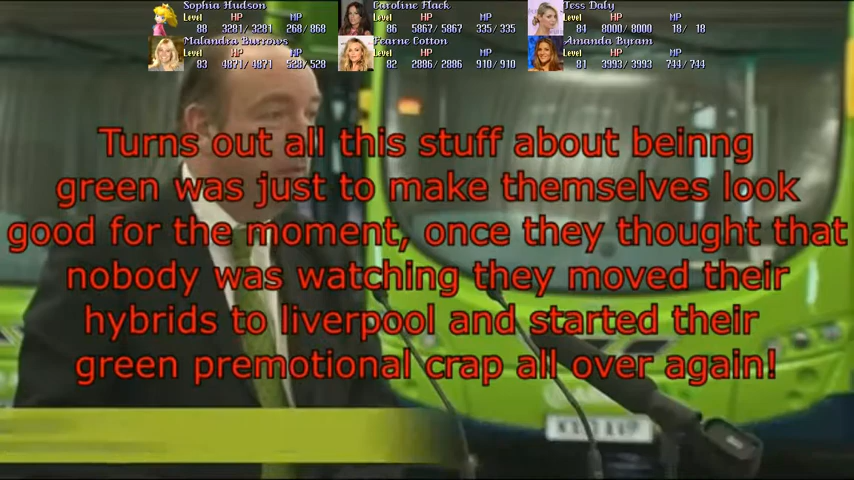 Sophia Hudson Caroline Flack Jess Daly
Level HP MP Level HP MP Level HP MP
88 3281/3281 268/868 86 5867/5867 335/335 84 8000/8000 18/18
Malandra Burrows Fearne Cotton Amanda Byram
Level HP MP Level HP MP Level HP MP
83 4871/4871 528/528 82 2886/2886 910/910 81 3993/3993 744/744
Turns out all this stuff about beinng
green was just to make themselves look
good for the moment, once they thought that
nobody was watching they moved their
hybrids to liverpool and started their
green premotional crap all over again!